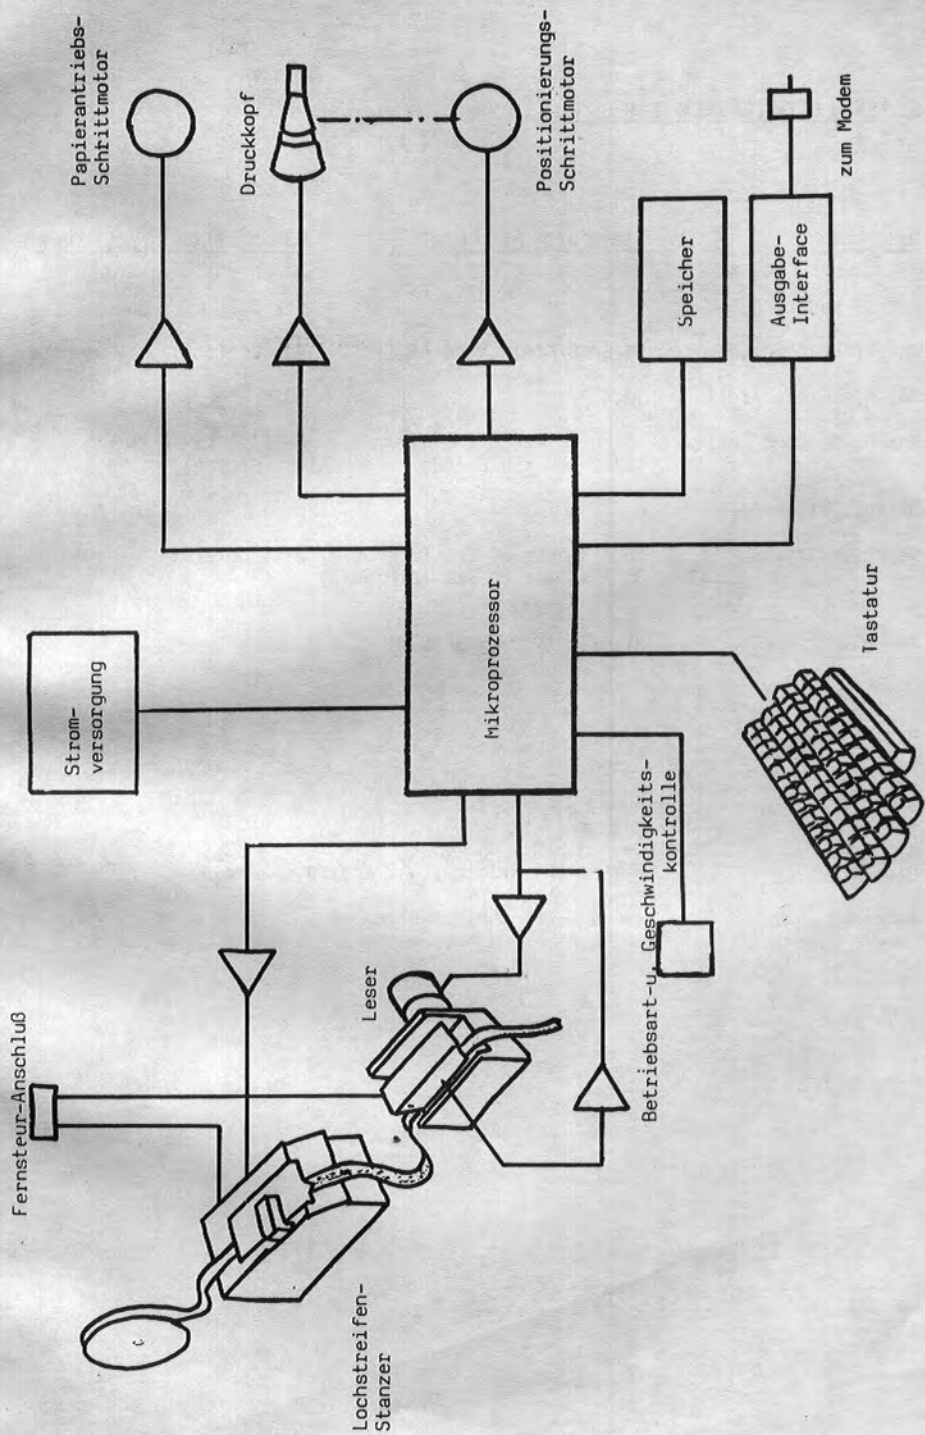 Fernsteur-Anschluß
Strom-
versorgung
Papierantriebs-
Schrittmotor
Druckkopf
Lochstreifen-
Stanzer
Leser
Mikroprozessor
Positionierungs-
Schrittmotor
Betriebsart-u. Geschwindigkeits-
kontrolle
Speicher
Ausgabe-
Interface
zum Modem
Tastatur